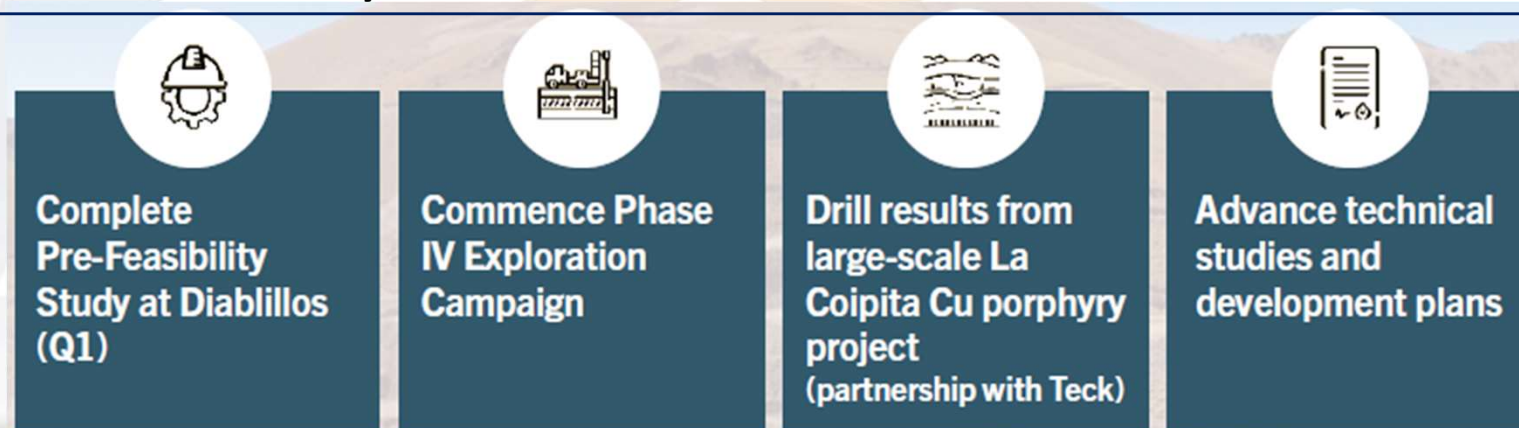 Complete
Pre-Feasibility
Study at Diablillos
(Q1)
Commence Phase
IV Exploration
Campaign
Drill results from
large-scale La
Coipita Cu porphyry
project
(partnership with Teck)
Advance technical
studies and
development plans